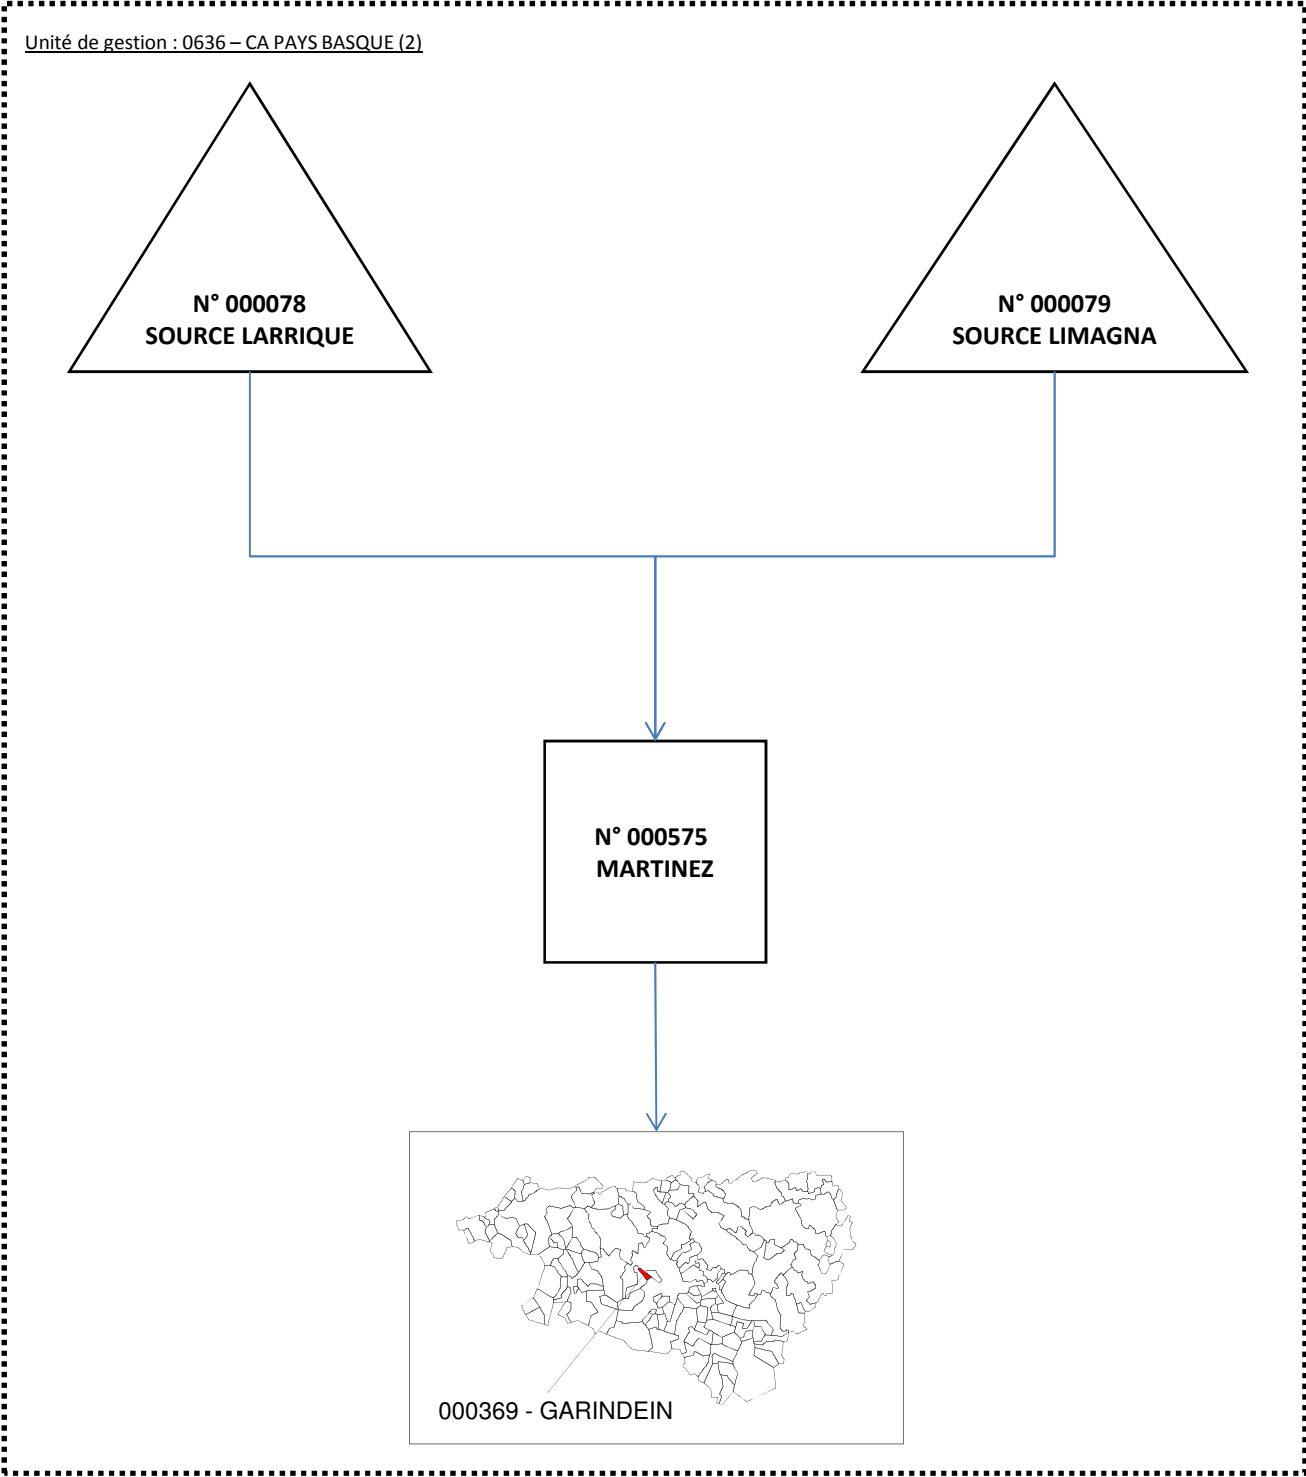 Unité de gestion : 0636 – CA PAYS BASQUE (2)
N° 000078
SOURCE LARRIQUE
N° 000079
SOURCE LIMAGNA
N° 000575
MARTINEZ
000369 - GARINDEIN